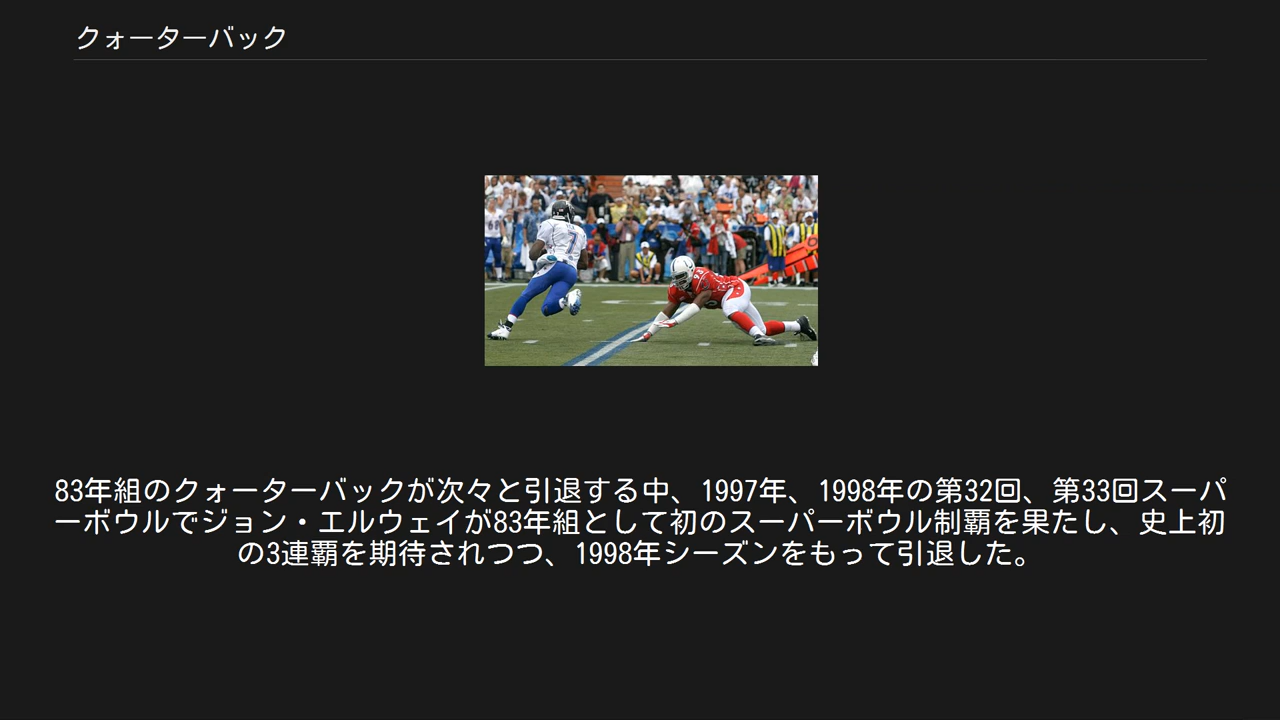 クォーターバック
7
93
83年組のクォーターバックが次々と引退する中、1997年、1998年の第32回、第33回スーパ
ーボウルでジョン・エルウェイが83年組として初のスーパーボウル制覇を果たし、史上初
の3連覇を期待されつつ、1998年シーズンをもって引退した。